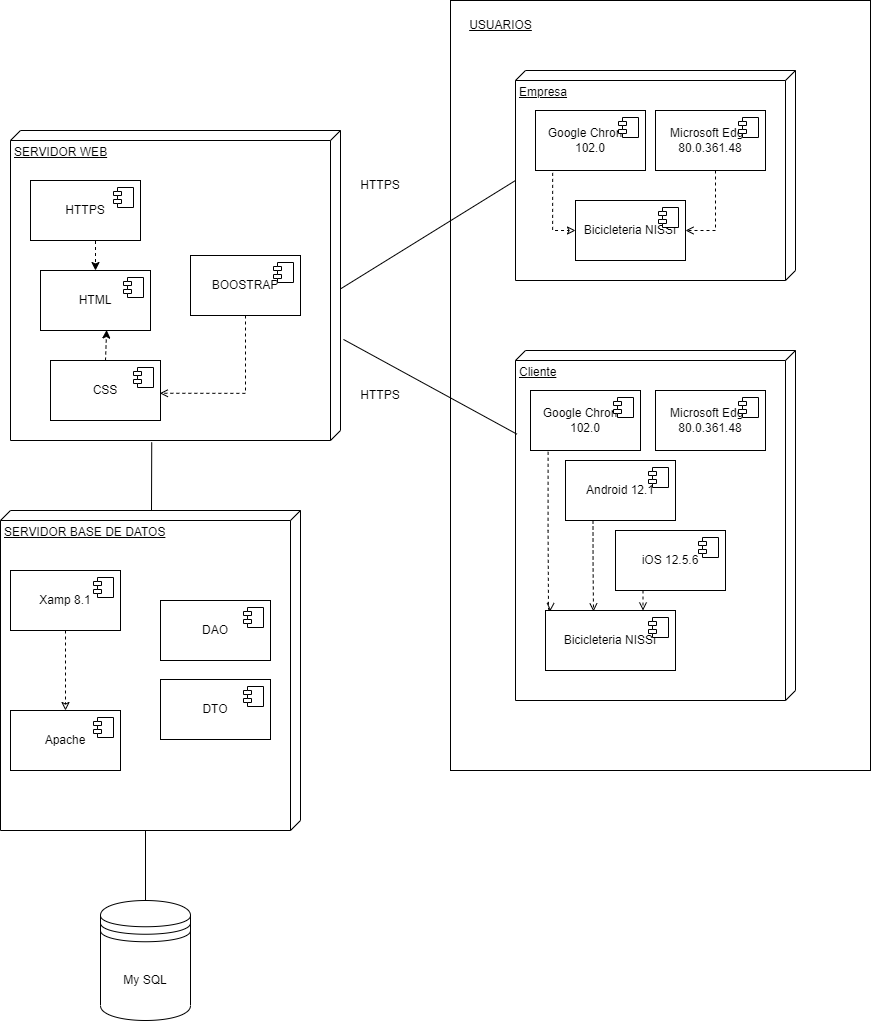 USUARIOS
Empresa
Google Chrom
102.0
Microsoft Edg
80.0.361.48
Bicicleteria NISSI
SERVIDOR WEB
HTTPS
HTML
BOOSTRAP
CSS
HTTPS
HTTPS
Cliente
Google Chrom
102.0
Microsoft Edg
80.0.361.48
Android 12.1
iOS 12.5.6
Bicicleteria NISSI
SERVIDOR BASE DE DATOS
Xamp 8.1
DAO
DTO
Apache
My SQL